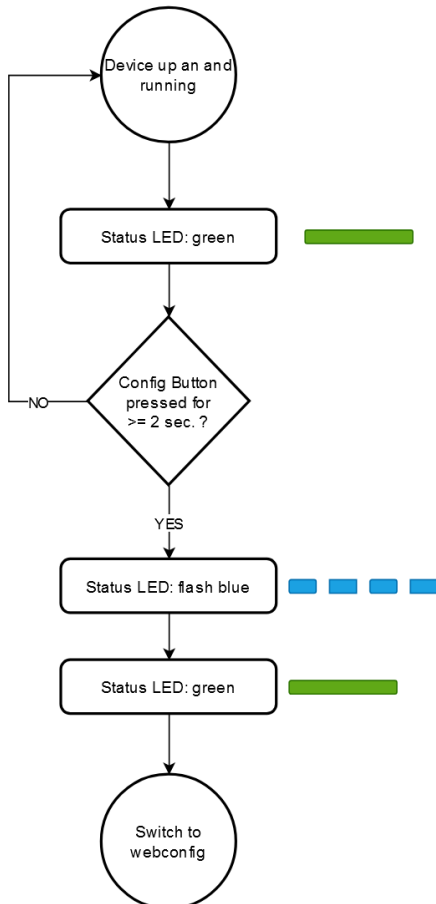 Device up an and
running
Status LED: green
Config Button
pressed for
>= 2 sec. ?
NO
YES
Status LED: flash blue
Status LED: green
Switch to
webconfig